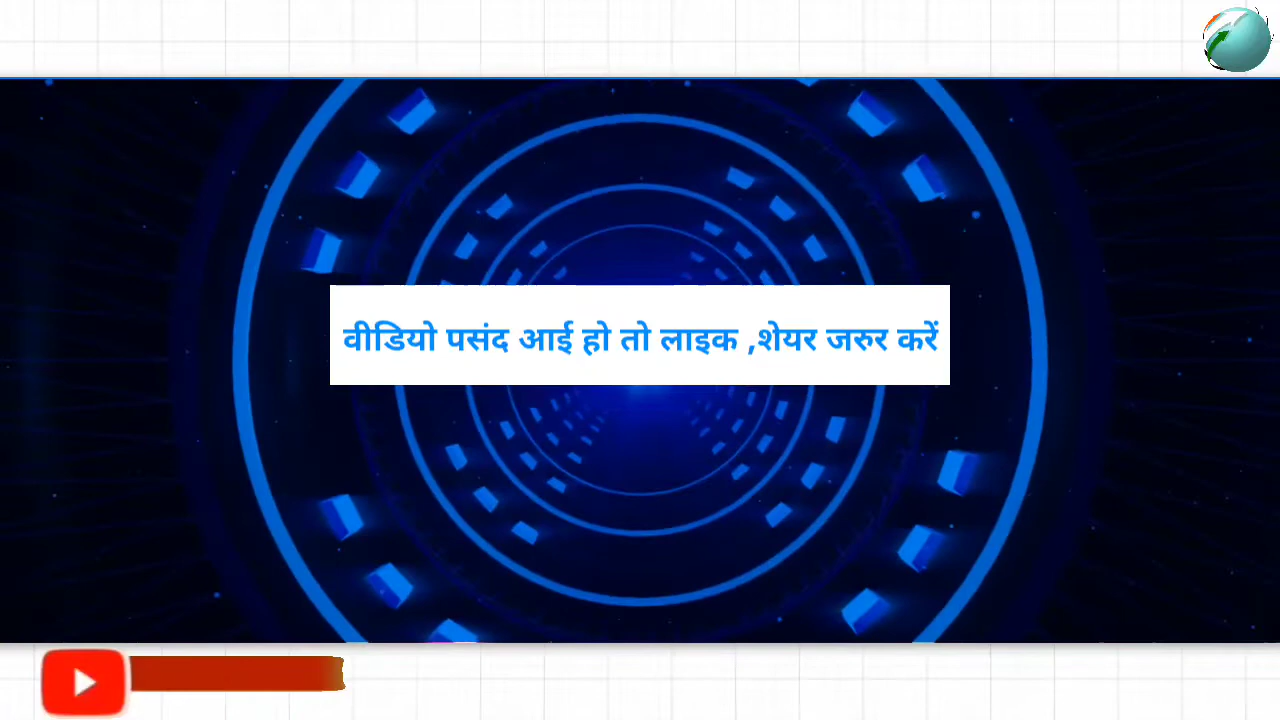 वीडियो पसंद आई हो तो लाइक ,शेयर जरुर करें